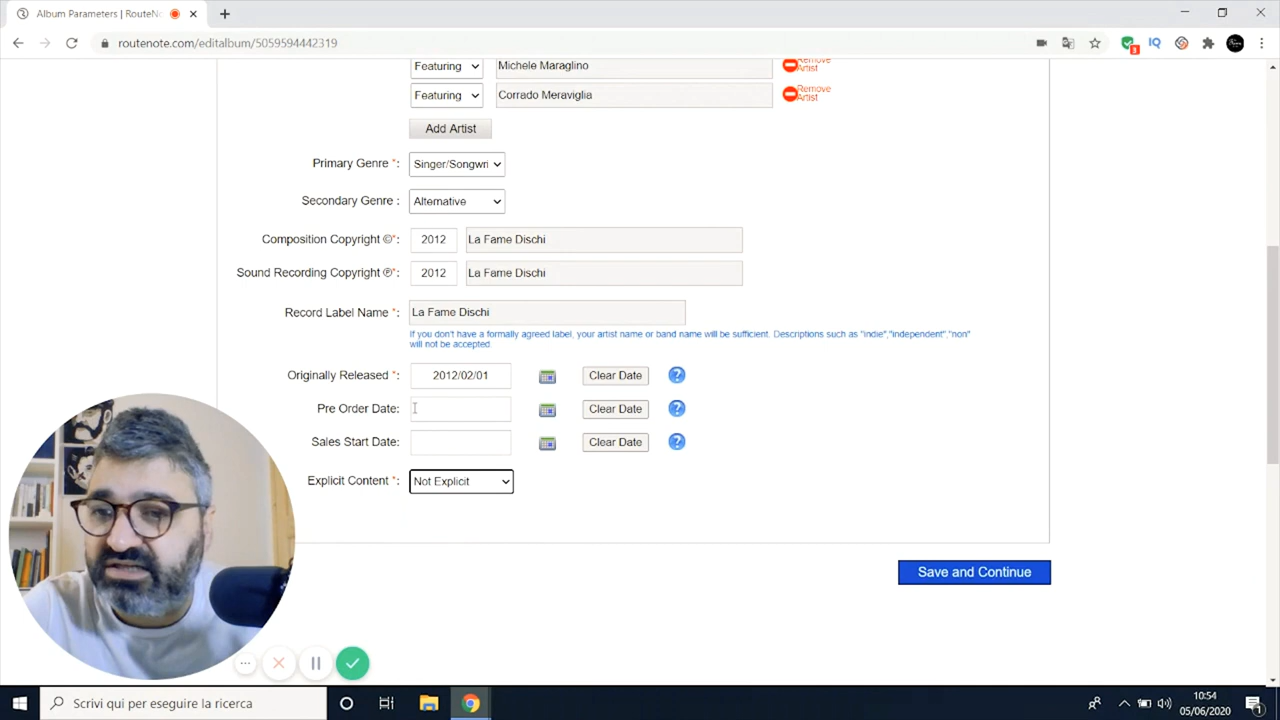 Album Parameters | RouteNo
routenote.com/editalbum/5059594442319
Featuring Michele Maraglino Remove Artist
Featuring Corrado Meraviglia Remove Artist
Add Artist
Primary Genre *: Singer/Songwri
Secondary Genre : Alternative
Composition Copyright ©*: 2012 La Fame Dischi
Sound Recording Copyright ℗*: 2012 La Fame Dischi
Record Label Name *: La Fame Dischi
If you don't have a formally agreed label, your artist name or band name will be sufficient. Descriptions such as "indie","independent","non"
will not be accepted.
Originally Released *: 2012/02/01 Clear Date ?
Pre Order Date: Clear Date ?
Sales Start Date: Clear Date ?
Explicit Content *: Not Explicit
Save and Continue
Scrivi qui per eseguire la ricerca
10:54
05/06/2020